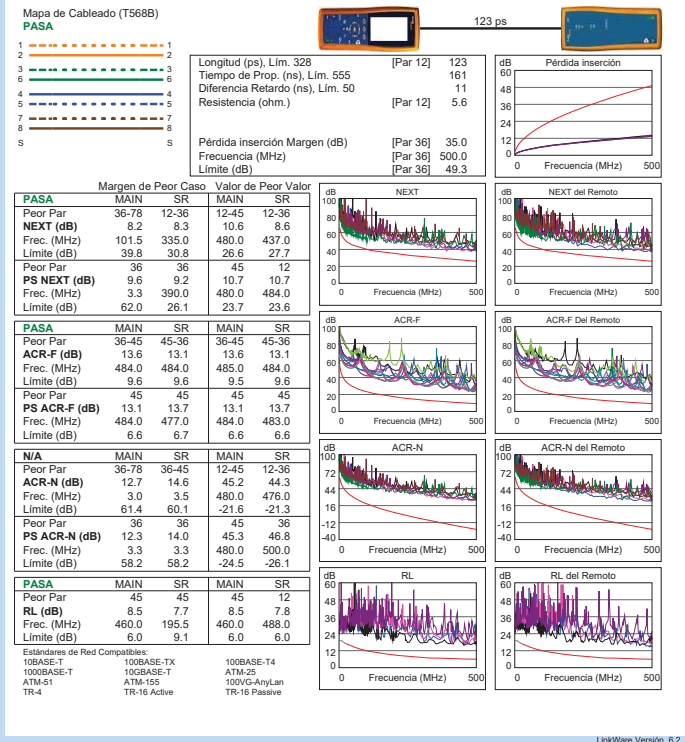 Mapa de Cableado (T568B)
PASA
123 ps
1 1
2 2
3 3
6 6
4 4
5 5
7 7
8 8
S S
Longitud (ps), Lím. 328 [Par 12] 123
Tiempo de Prop. (ns), Lím. 555 161
Diferencia Retardo (ns), Lím. 50 11
Resistencia (ohm.) [Par 12] 5.6
Pérdida inserción Margen (dB) [Par 36] 35.0
Frecuencia (MHz) [Par 36] 500.0
Límite (dB) [Par 36] 49.3
dB Pérdida inserción
60
48
36
24
12
0
0 Frecuencia (MHz) 500
Margen de Peor Caso Valor de Peor Valor
PASA MAIN SR MAIN SR
Peor Par 36-78 12-36 12-45 12-36
NEXT (dB) 8.2 8.3 10.6 8.6
Frec. (MHz) 101.5 335.0 480.0 437.0
Límite (dB) 39.8 30.8 26.6 27.7
Peor Par 36 36 45 12
PS NEXT (dB) 9.6 9.2 10.7 10.7
Frec. (MHz) 3.3 390.0 480.0 484.0
Límite (dB) 62.0 26.1 23.7 23.6
PASA MAIN SR MAIN SR
Peor Par 36-45 45-36 36-45 45-36
ACR-F (dB) 13.6 13.1 13.6 13.1
Frec. (MHz) 484.0 484.0 485.0 484.0
Límite (dB) 9.6 9.6 9.5 9.6
Peor Par 45 45 45 45
PS ACR-F (dB) 13.1 13.7 13.1 13.7
Frec. (MHz) 484.0 477.0 484.0 483.0
Límite (dB) 6.6 6.7 6.6 6.6
N/A MAIN SR MAIN SR
Peor Par 36-78 36-45 12-45 12-36
ACR-N (dB) 12.7 14.6 45.2 44.3
Frec. (MHz) 3.0 3.5 480.0 476.0
Límite (dB) 61.4 60.1 -21.6 -21.3
Peor Par 36 36 45 36
PS ACR-N (dB) 12.3 14.0 45.3 46.8
Frec. (MHz) 3.3 3.3 480.0 500.0
Límite (dB) 58.2 58.2 -24.5 -26.1
PASA MAIN SR MAIN SR
Peor Par 45 45 45 12
RL (dB) 8.5 7.7 8.5 7.8
Frec. (MHz) 460.0 195.5 460.0 488.0
Límite (dB) 6.0 9.1 6.0 6.0
Estándares de Red Compatibles:
10BASE-T 100BASE-TX 100BASE-T4
1000BASE-T 10GBASE-T ATM-25
ATM-51 ATM-155 100VG-AnyLan
TR-4 TR-16 Active TR-16 Passive
dB NEXT
100
80
60
40
20
0
0 Frecuencia (MHz) 500
dB NEXT del Remoto
100
80
60
40
20
0
0 Frecuencia (MHz) 500
dB ACR-F
100
80
60
40
20
0
0 Frecuencia (MHz) 500
dB ACR-F Del Remoto
100
80
60
40
20
0
0 Frecuencia (MHz) 500
dB ACR-N
100
72
44
16
-12
-40
0 Frecuencia (MHz) 500
dB ACR-N del Remoto
100
72
44
16
-12
-40
0 Frecuencia (MHz) 500
dB RL
60
48
36
24
12
0
0 Frecuencia (MHz) 500
dB RL del Remoto
60
48
36
24
12
0
0 Frecuencia (MHz) 500
LinkWare Versión 6.2